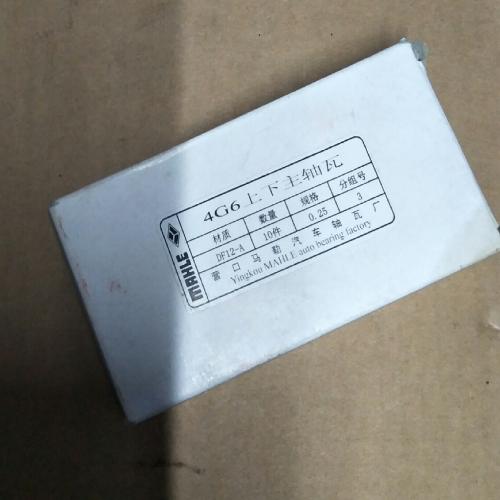 MAHLE
4G6上下主轴瓦
材质 数量 规格 分组号
DF12-A 10件 0.25 3
营口马勒汽车轴瓦厂
Yingkou MAHLE auto bearing factory